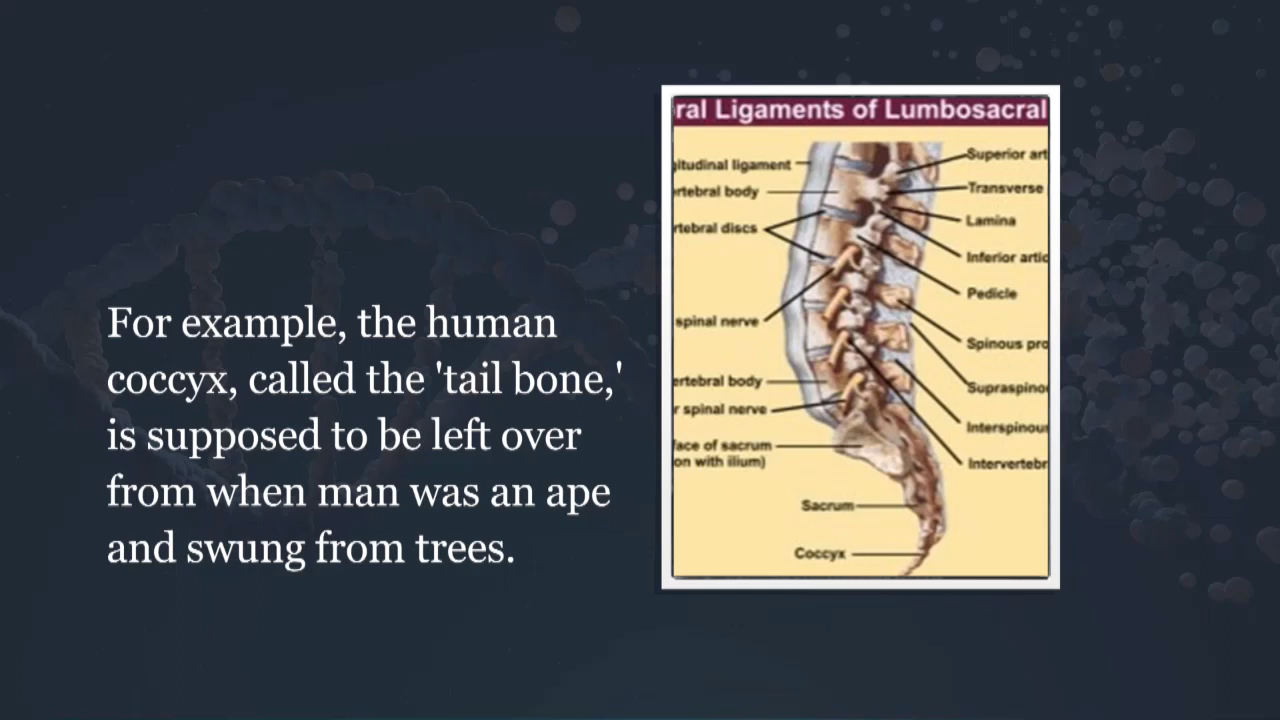 For example, the human
coccyx, called the 'tail bone,'
is supposed to be left over
from when man was an ape
and swung from trees.
ral Ligaments of Lumbosacral
gitudinal ligament
rtebral body
rtebral discs
spinal nerve
ertebral body
r spinal nerve
face of sacrum
on with ilium)
Sacrum
Coccyx
Superior art
Transverse
Lamina
Inferior artic
Pedicle
Spinous pro
Supraspinou
Interspinous
Intervertebr